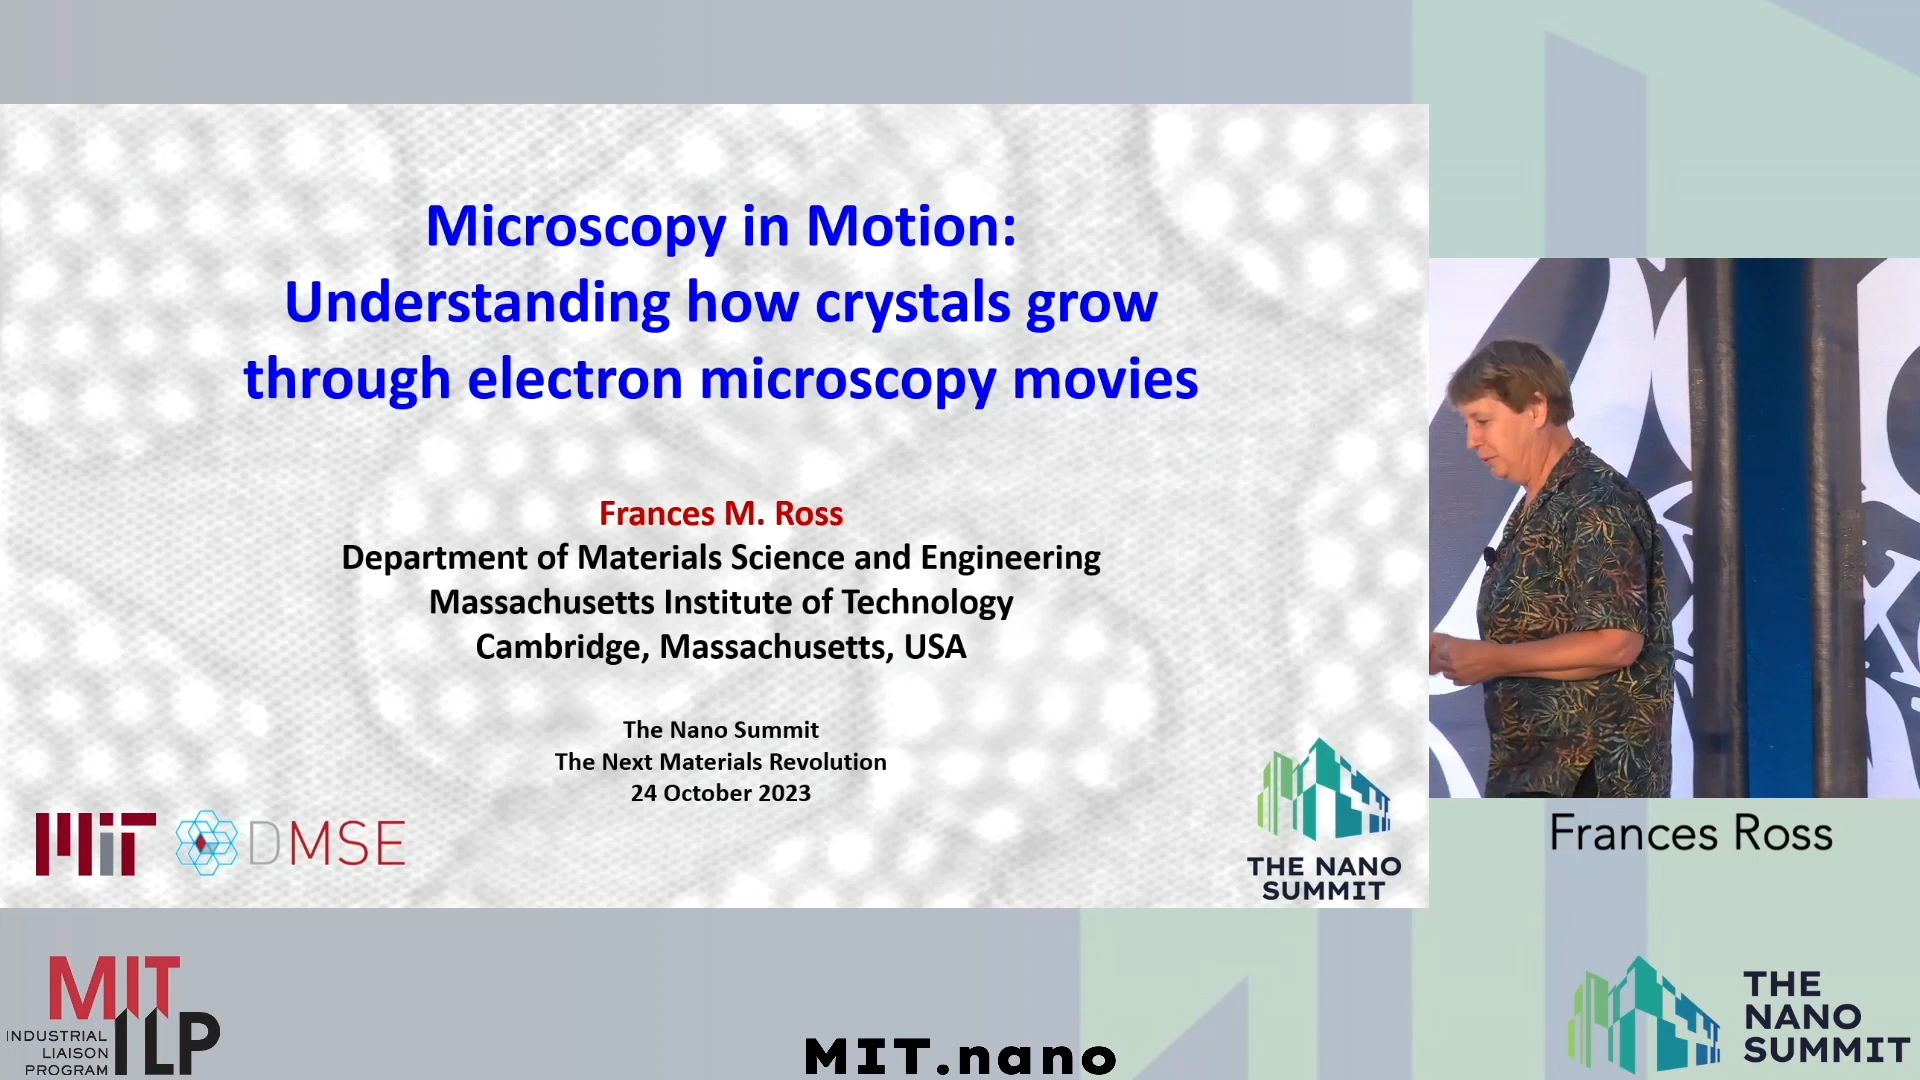 Microscopy in Motion:
Understanding how crystals grow
through electron microscopy movies
Frances M. Ross
Department of Materials Science and Engineering
Massachusetts Institute of Technology
Cambridge, Massachusetts, USA
The Nano Summit
The Next Materials Revolution
24 October 2023
MIT DMSE
THE NANO
SUMMIT
Frances Ross
MIT
ILP
INDUSTRIAL
LIAISON
PROGRAM
MIT.nano
THE
NANO
SUMMIT